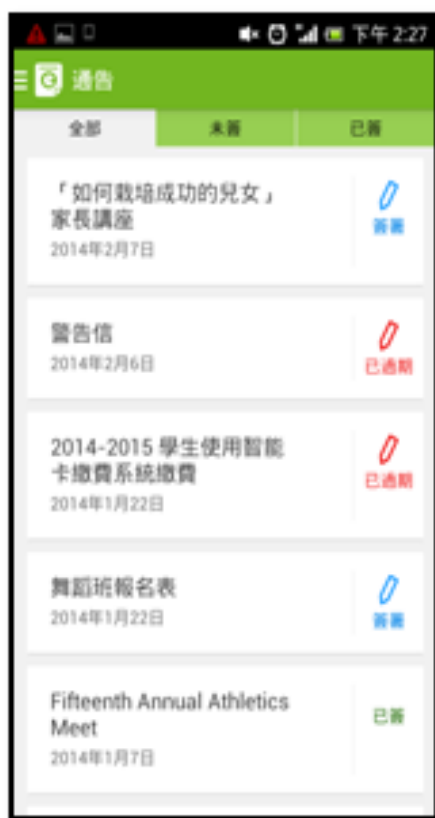 下午 2:27
通告
全部 未簽 已簽
「如何栽培成功的兒女」
家長講座
2014年2月7日
簽署
警告信
2014年2月6日
已過期
2014-2015 學生使用智能
卡繳費系統繳費
2014年1月22日
已過期
舞蹈班報名表
2014年1月22日
簽署
Fifteenth Annual Athletics
Meet
2014年1月7日
已簽